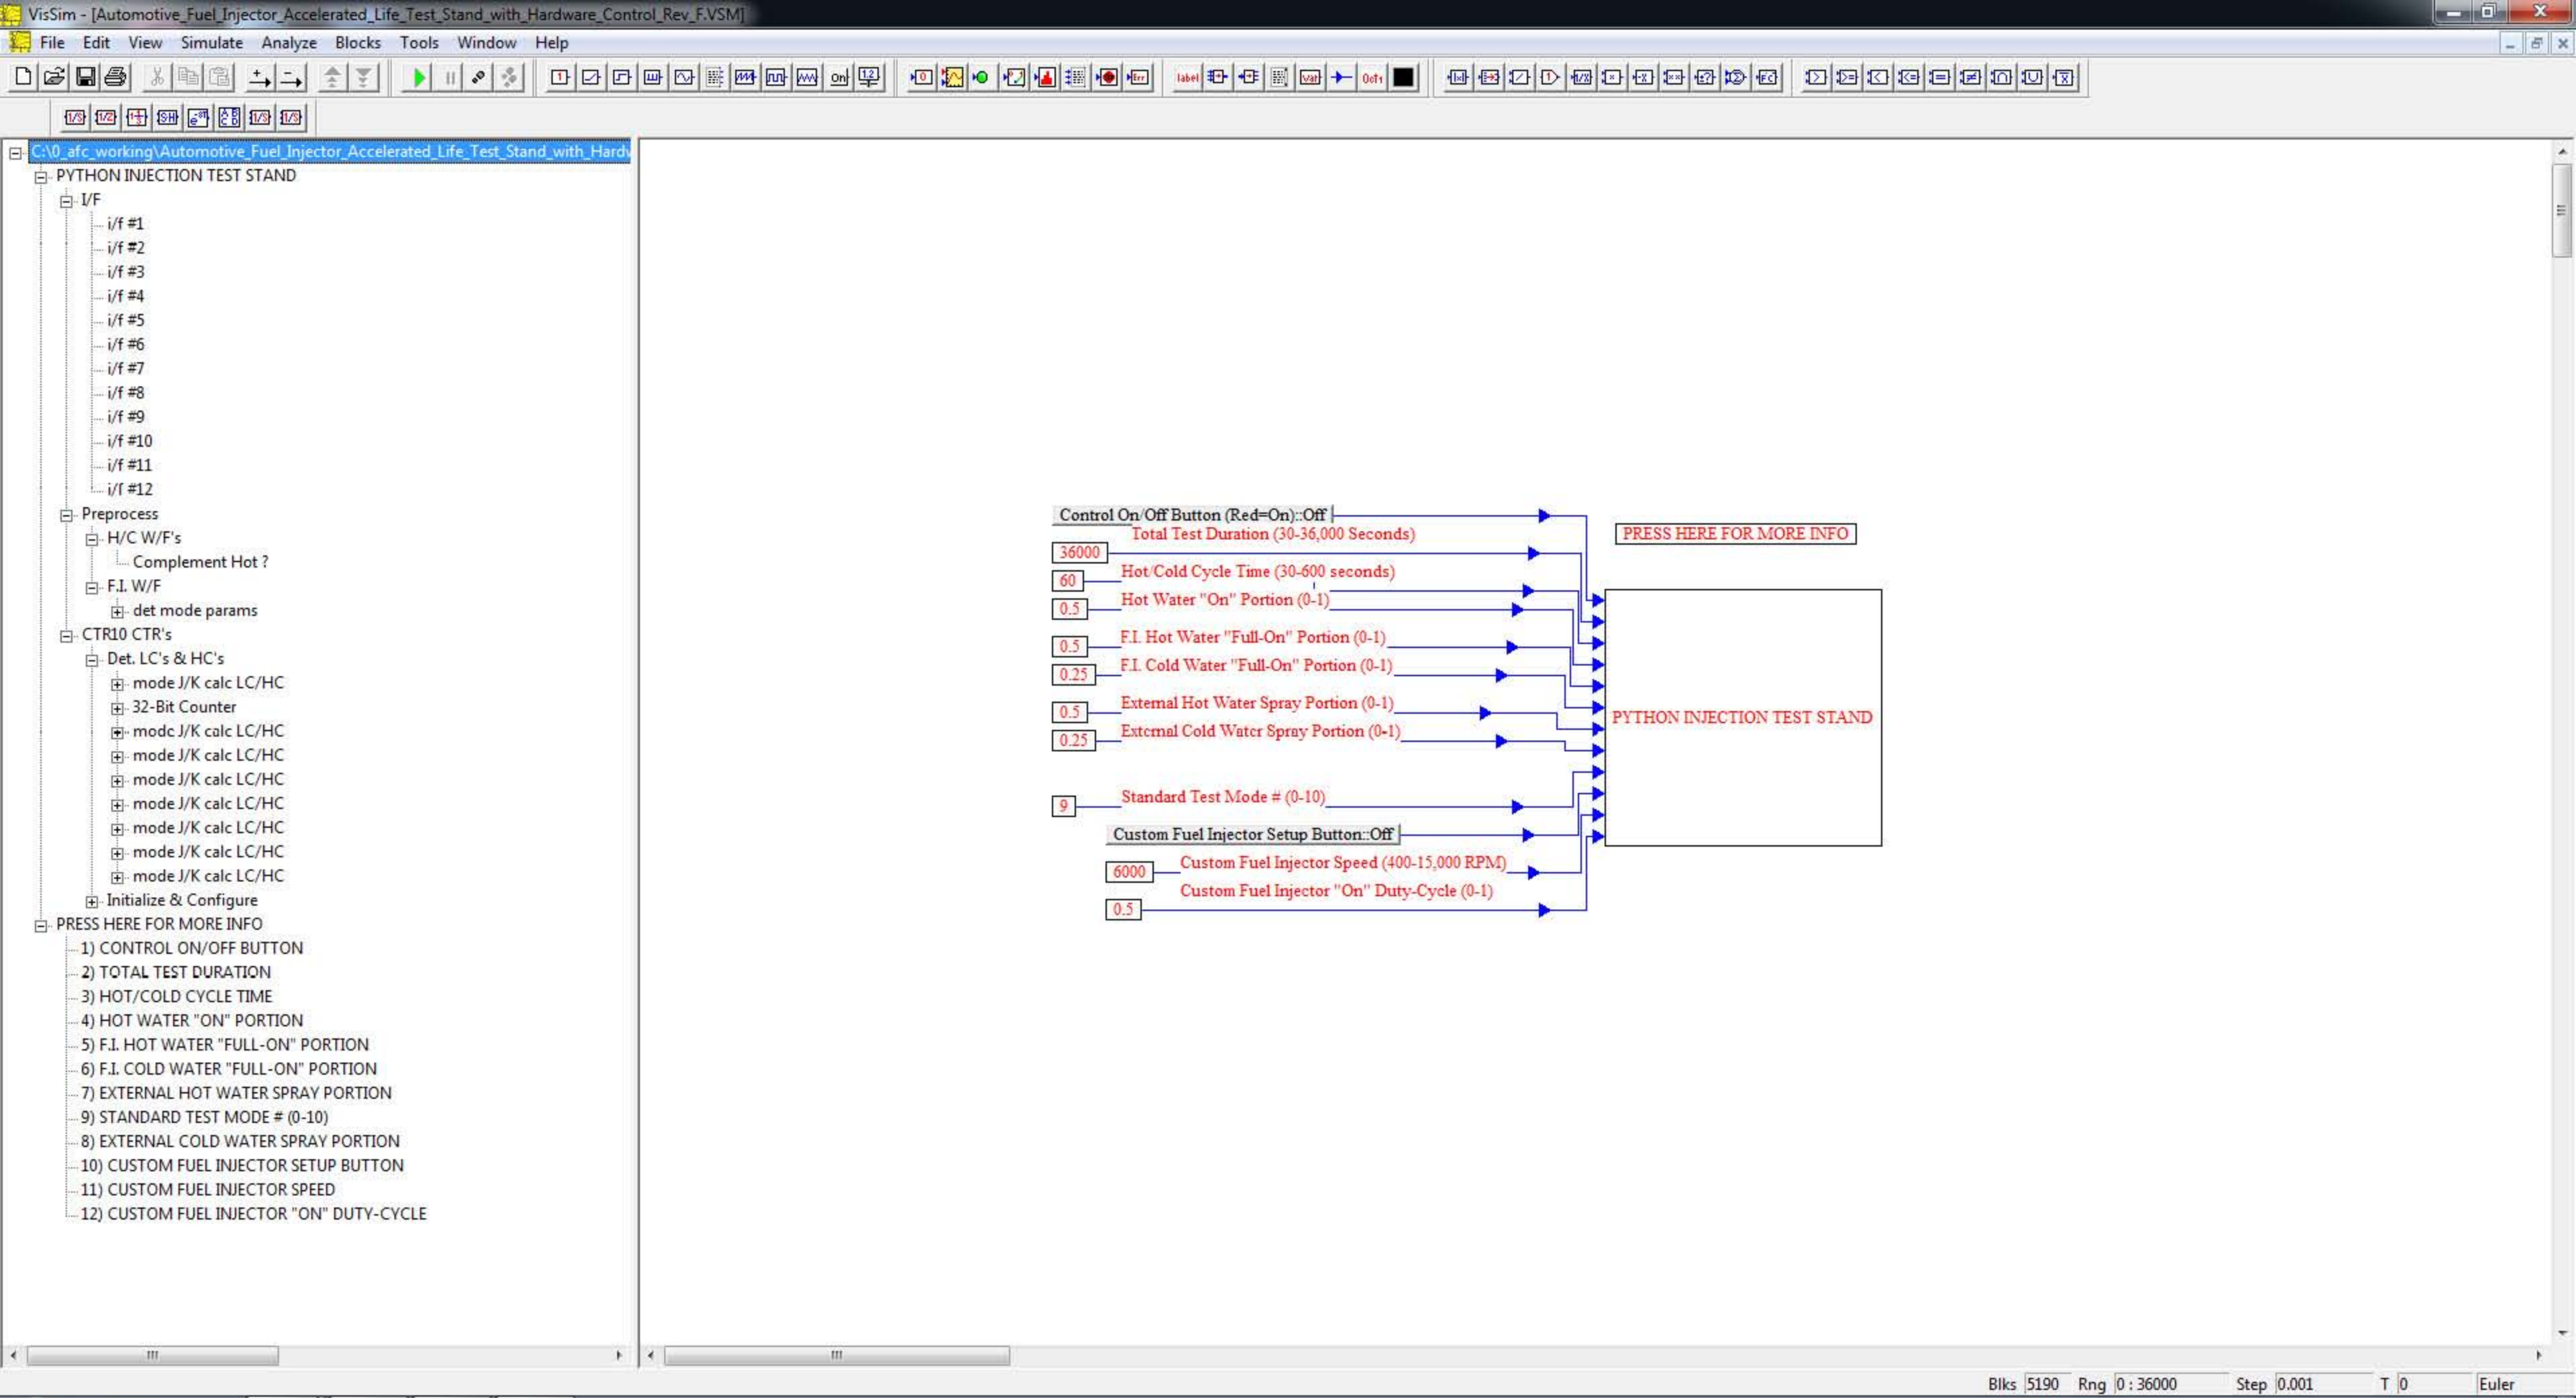 VisSim - [Automotive_Fuel_Injector_Accelerated_Life_Test_Stand_with_Hardware_Control_Rev_F.VSM]
File Edit View Simulate Analyze Blocks Tools Window Help
C:\0_afc_working\Automotive_Fuel_Injector_Accelerated_Life_Test_Stand_with_Hardw
PYTHON INJECTION TEST STAND
I/F
i/f #1
i/f #2
i/f #3
i/f #4
i/f #5
i/f #6
i/f #7
i/f #8
i/f #9
i/f #10
i/f #11
i/f #12
Preprocess
H/C W/F's
Complement Hot ?
F.I. W/F
det mode params
CTR10 CTR's
Det. LC's & HC's
mode J/K calc LC/HC
32-Bit Counter
mode J/K calc LC/HC
mode J/K calc LC/HC
mode J/K calc LC/HC
mode J/K calc LC/HC
mode J/K calc LC/HC
mode J/K calc LC/HC
mode J/K calc LC/HC
Initialize & Configure
PRESS HERE FOR MORE INFO
1) CONTROL ON/OFF BUTTON
2) TOTAL TEST DURATION
3) HOT/COLD CYCLE TIME
4) HOT WATER "ON" PORTION
5) F.I. HOT WATER "FULL-ON" PORTION
6) F.I. COLD WATER "FULL-ON" PORTION
7) EXTERNAL HOT WATER SPRAY PORTION
9) STANDARD TEST MODE # (0-10)
8) EXTERNAL COLD WATER SPRAY PORTION
10) CUSTOM FUEL INJECTOR SETUP BUTTON
11) CUSTOM FUEL INJECTOR SPEED
12) CUSTOM FUEL INJECTOR "ON" DUTY-CYCLE
Control On/Off Button (Red=On)::Off
Total Test Duration (30-36,000 Seconds)
36000
Hot/Cold Cycle Time (30-600 seconds)
60
Hot Water "On" Portion (0-1)
0.5
F.I. Hot Water "Full-On" Portion (0-1)
0.5
F.I. Cold Water "Full-On" Portion (0-1)
0.25
External Hot Water Spray Portion (0-1)
0.5
External Cold Water Spray Portion (0-1)
0.25
Standard Test Mode # (0-10)
9
Custom Fuel Injector Setup Button::Off
Custom Fuel Injector Speed (400-15,000 RPM)
6000
Custom Fuel Injector "On" Duty-Cycle (0-1)
0.5
PRESS HERE FOR MORE INFO
PYTHON INJECTION TEST STAND
Blks 5190 Rng 0 : 36000 Step 0.001 T 0 Euler